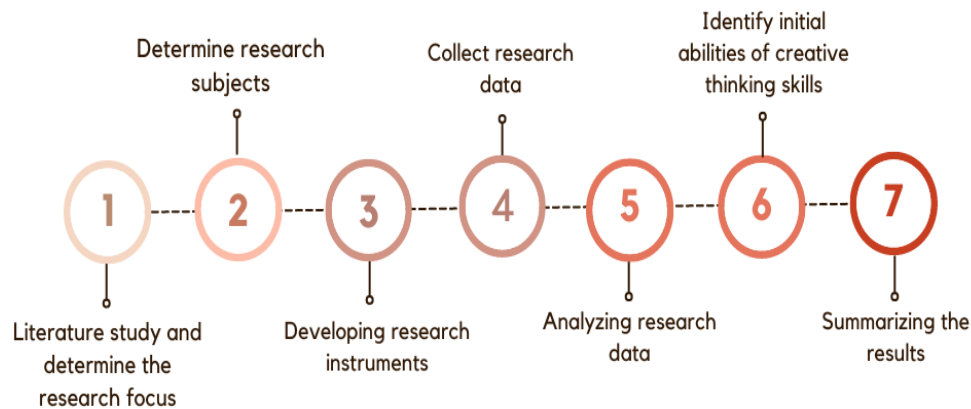 1
Literature study and
determine the
research focus
2
Determine research
subjects
3
Developing research
instruments
4
Collect research
data
5
Analyzing research
data
6
Identify initial
abilities of creative
thinking skills
7
Summarizing the
results